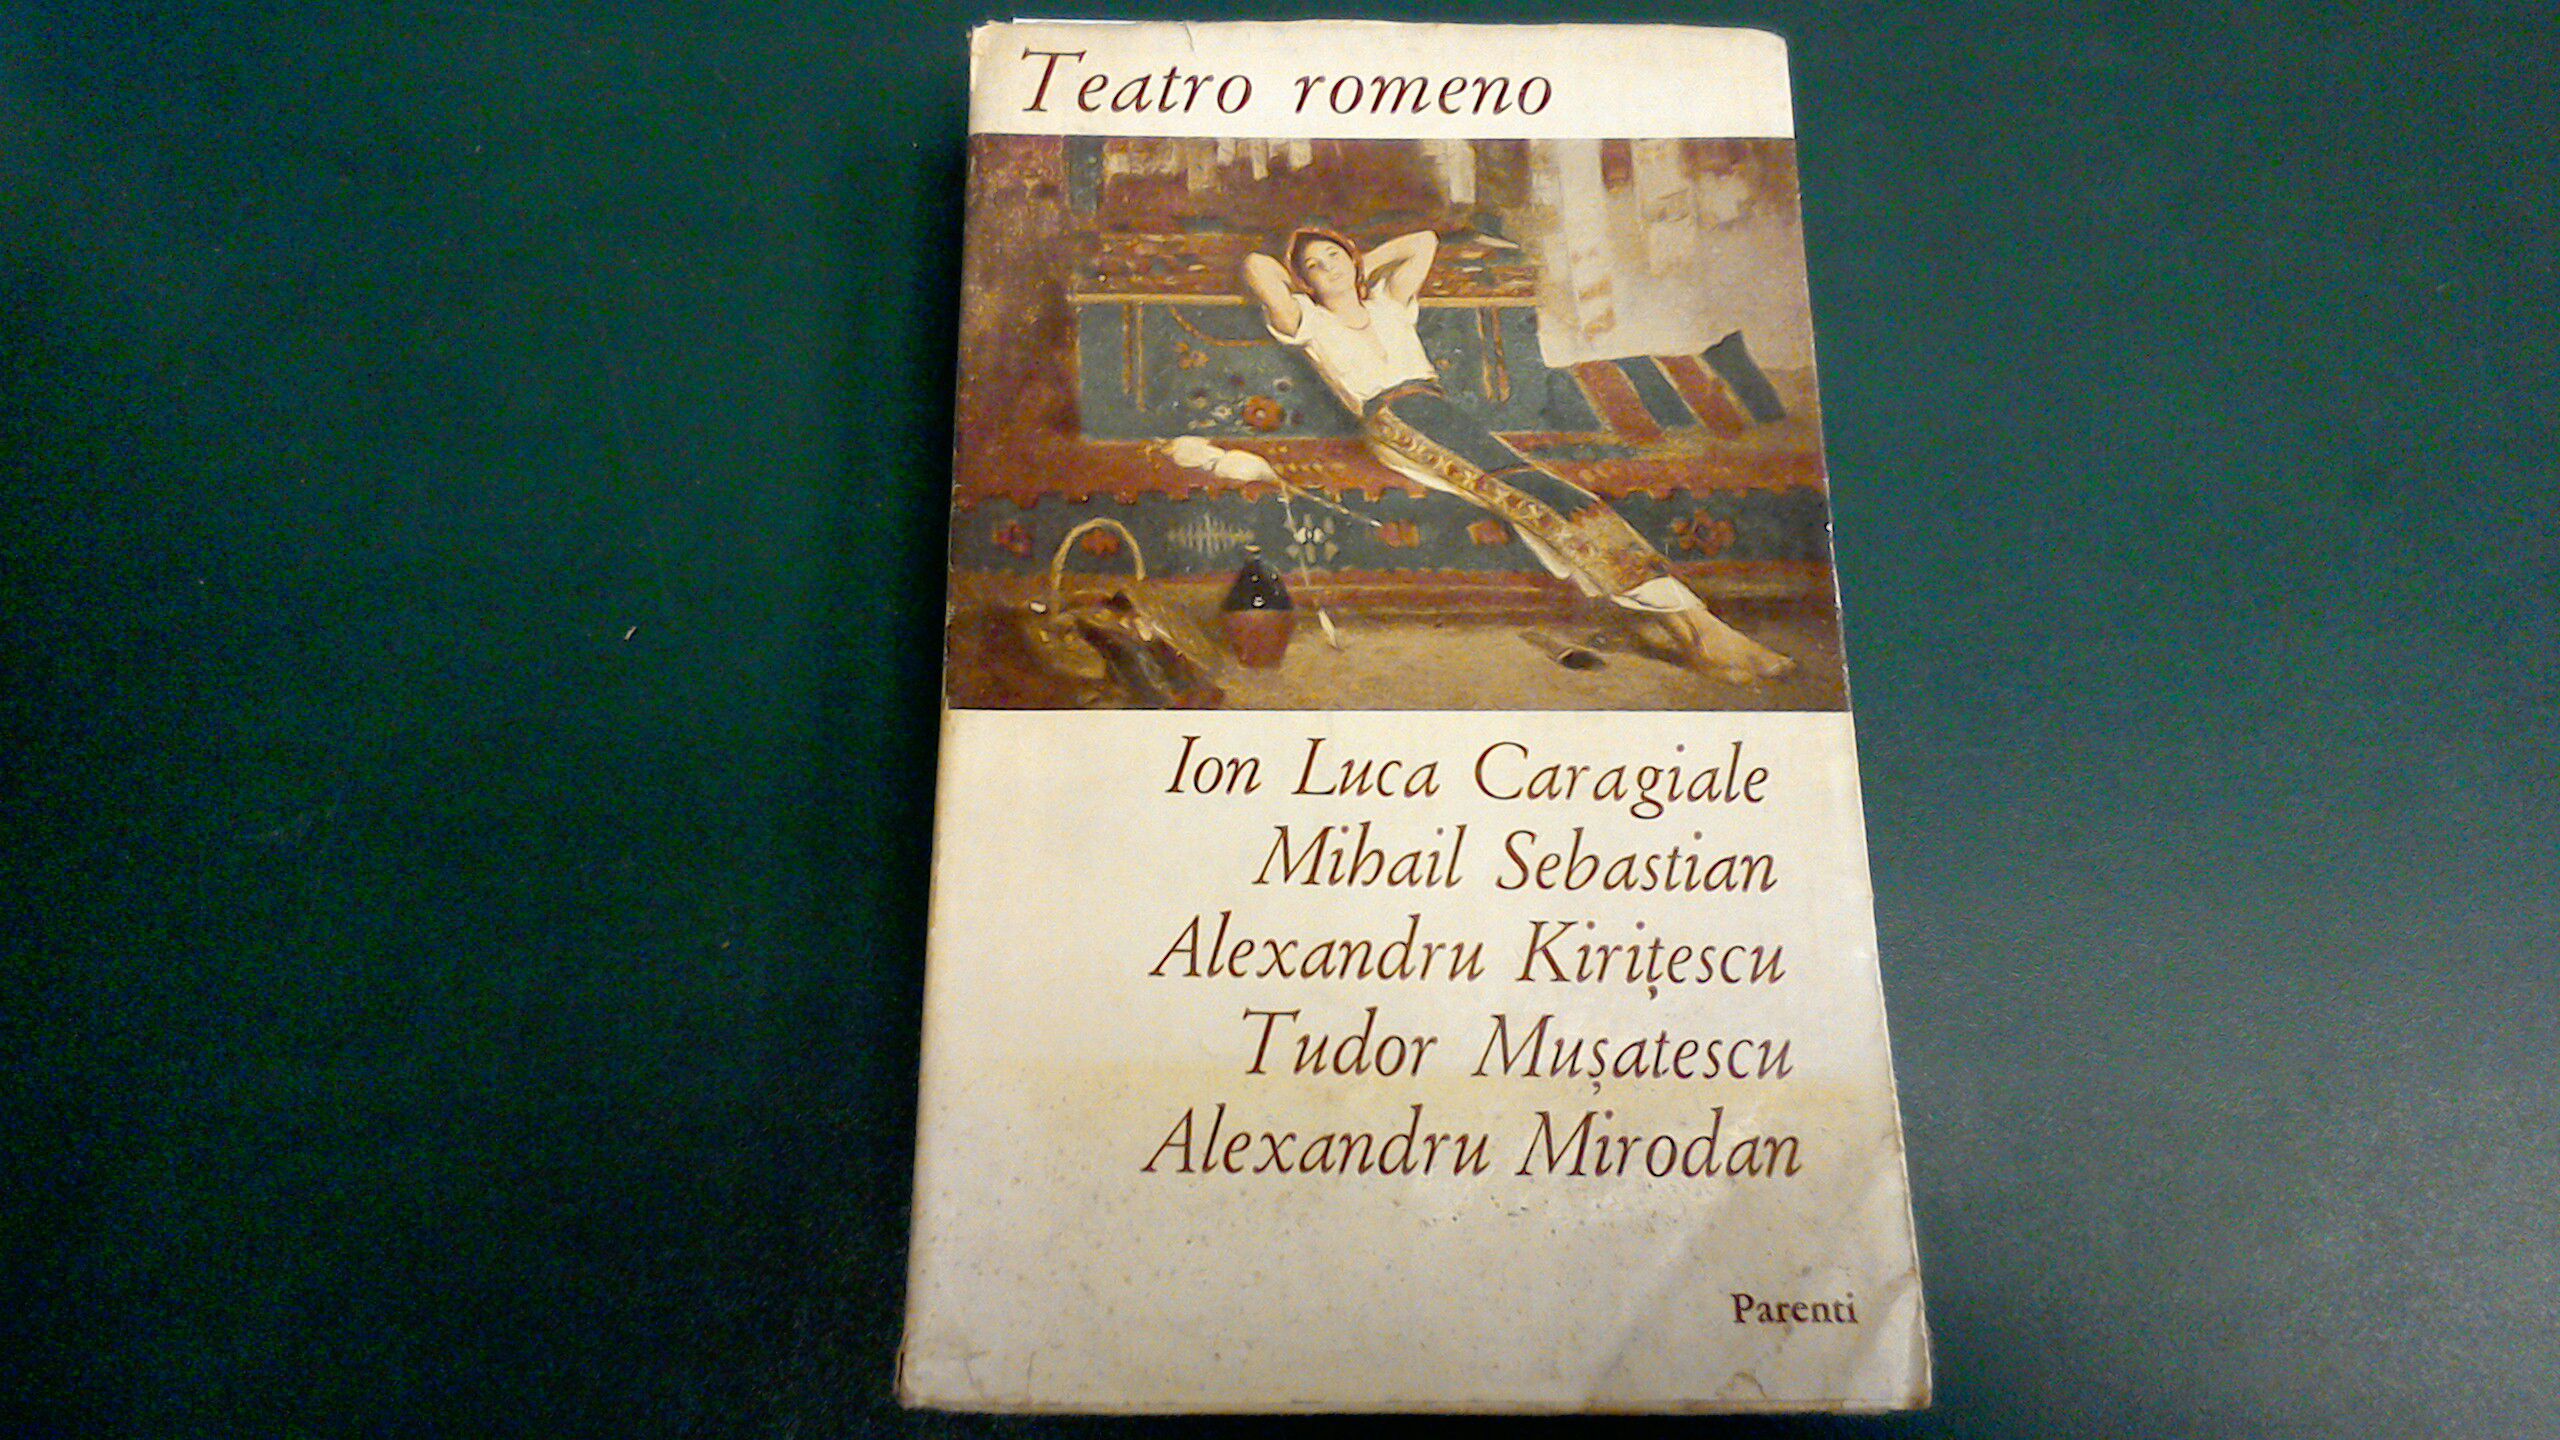 Teatro romeno
Ion Luca Caragiale
Mihail Sebastian
Alexandru Kirițescu
Tudor Mușatescu
Alexandru Mirodan
Parenti